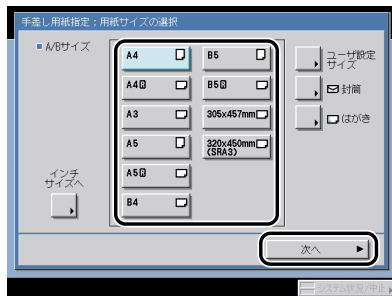 手差し用紙指定：用紙サイズの選択
A/Bサイズ
A4
B5
A4R
B5R
A3
305x457mm
A5
320x450mm
(SRA3)
A5R
B4
ユーザ設定
サイズ
封筒
はがき
インチ
サイズへ
次へ
システム状況/中止